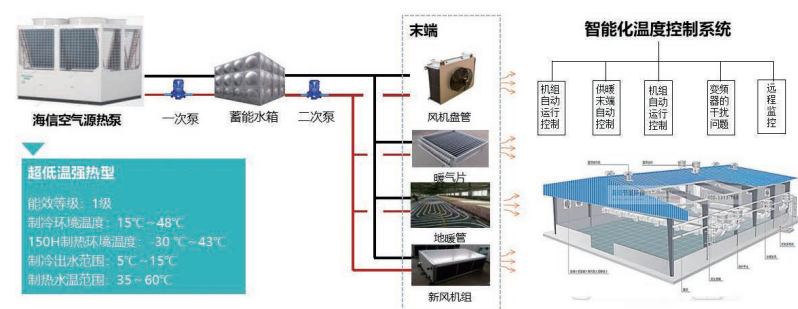 末端
智能化温度控制系统
机组自动运行控制
供暖末端自动控制
机组自动运行控制
变频器的干扰问题
远程监控
海信空气源热泵
一次泵
蓄能水箱
二次泵
风机盘管
暖气片
地暖管
新风机组
超低温强热型
能效等级：1级
制冷环境温度：15℃~48℃
150H制热环境温度：-30 ℃~43℃
制冷出水范围：5℃~15℃
制热水温范围：35~60℃